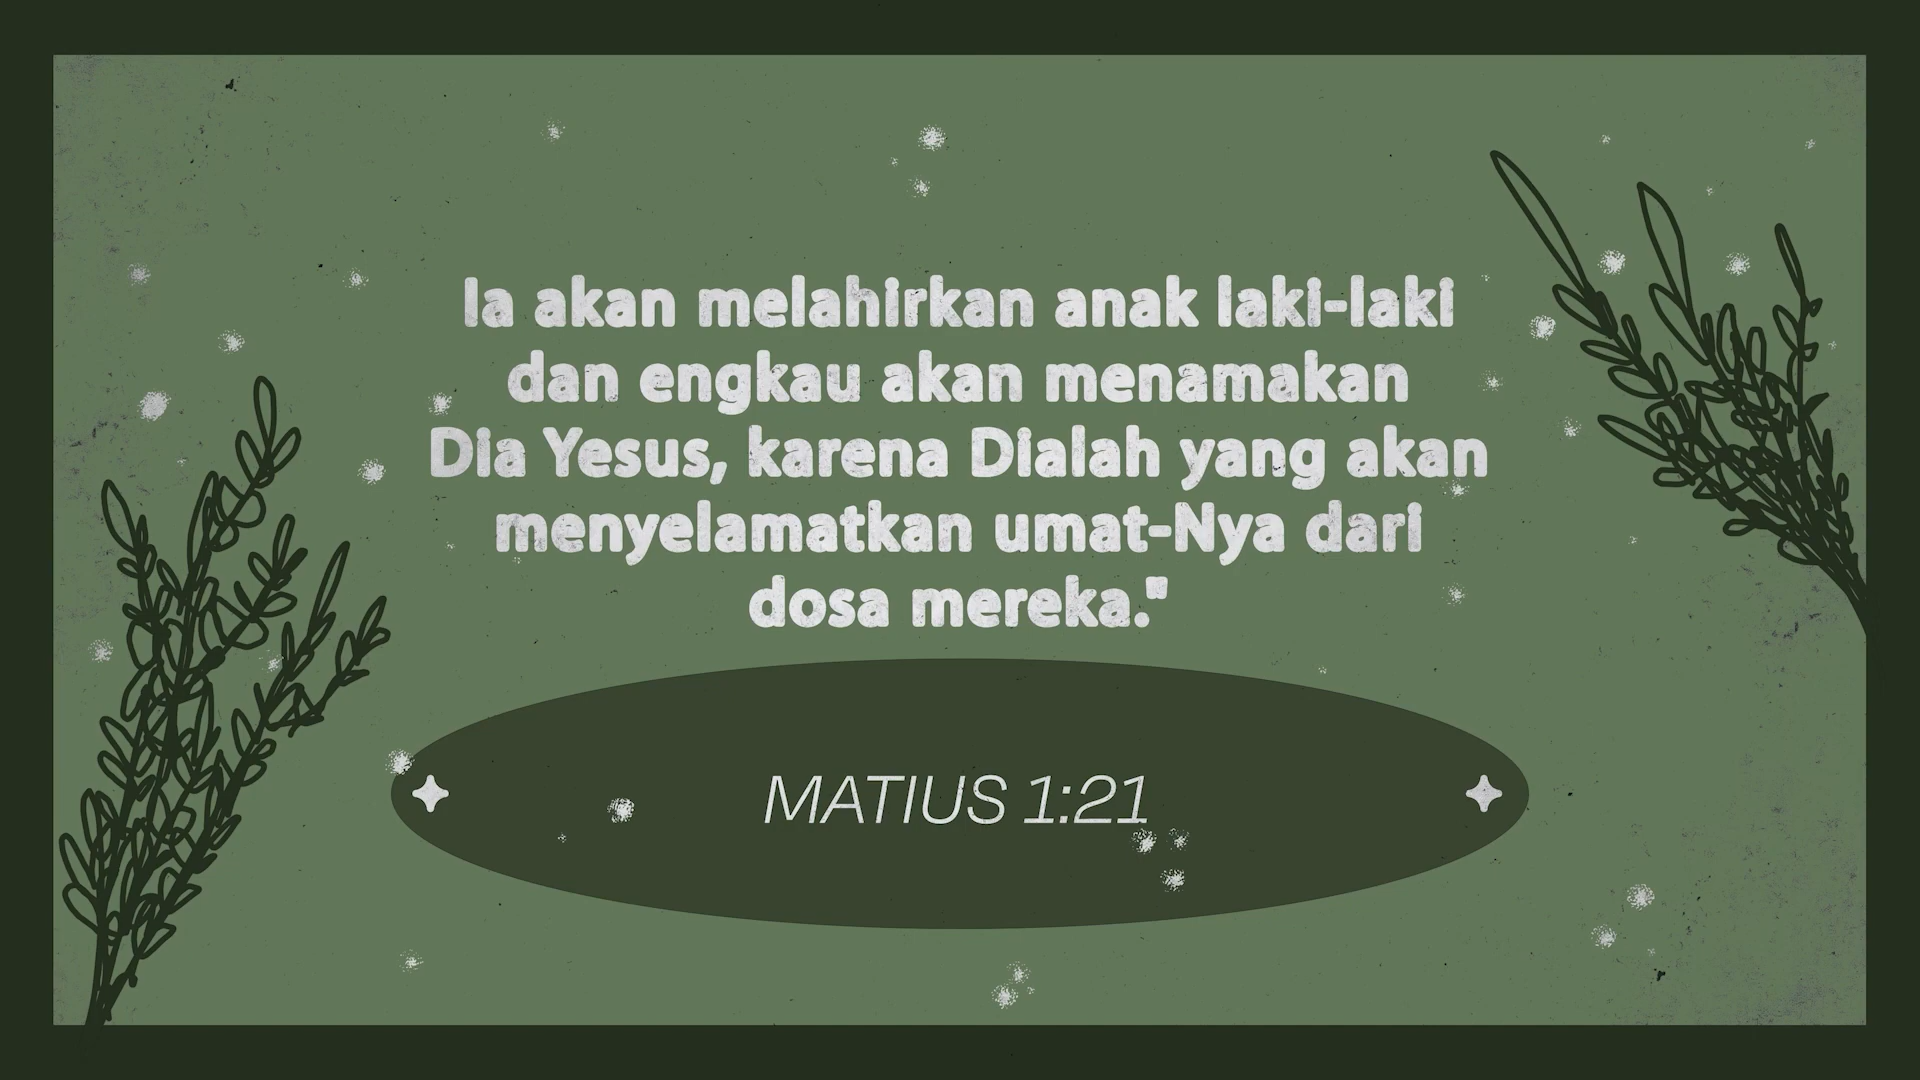 Ia akan melahirkan anak laki-laki
dan engkau akan menamakan
Dia Yesus, karena Dialah yang akan
menyelamatkan umat-Nya dari
dosa mereka."
MATIUS 1:21